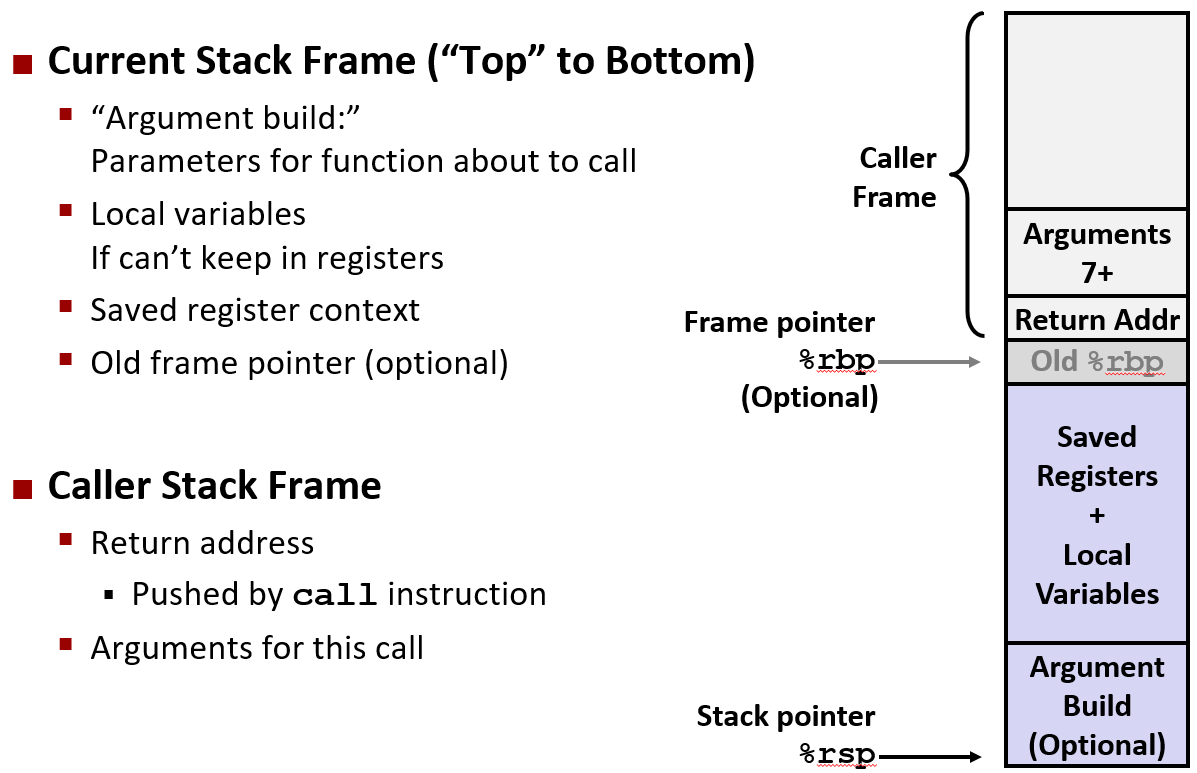 Current Stack Frame (“Top” to Bottom)
“Argument build:”
Parameters for function about to call
Local variables
If can’t keep in registers
Saved register context
Old frame pointer (optional)
Caller Stack Frame
Return address
Pushed by call instruction
Arguments for this call
Caller
Frame
Frame pointer
%rbp
(Optional)
Stack pointer
%rsp
Arguments
7+
Return Addr
Old %rbp
Saved
Registers
+
Local
Variables
Argument
Build
(Optional)